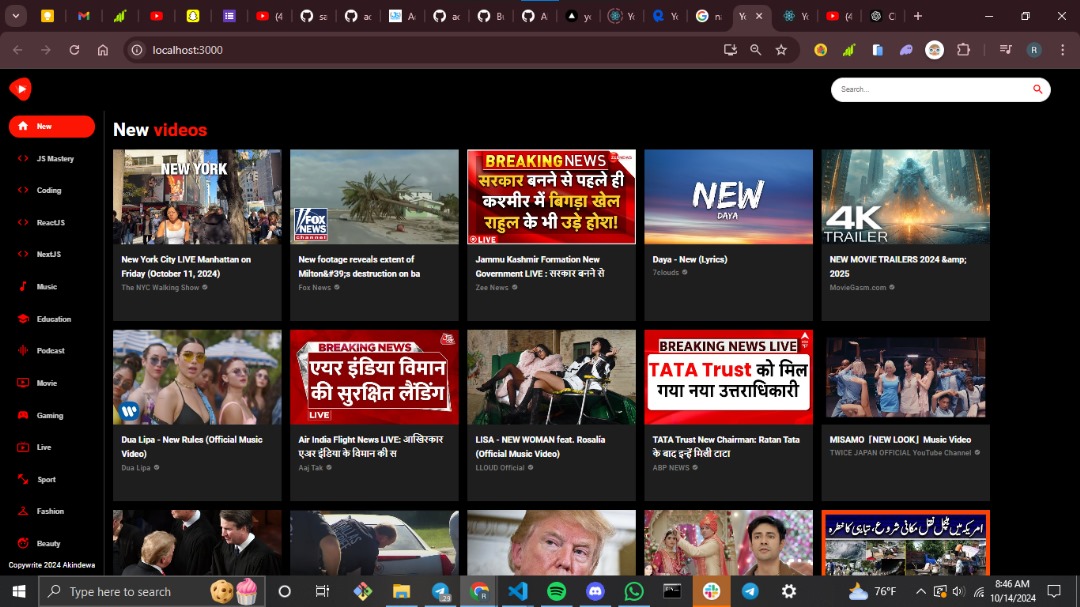 localhost:3000
Search...
New
JS Mastery
Coding
ReactJS
NextJS
Music
Education
Podcast
Movie
Gaming
Live
Sport
Fashion
Beauty
Copywrite 2024 Akindewa
New videos
NEW YORK
New York City LIVE Manhattan on
Friday (October 11, 2024)
The NYC Walking Show
FOX
NEWS
channel
New footage reveals extent of
Milton&#39;s destruction on ba
Fox News
BREAKING NEWS
सरकार बनने से पहले ही
कश्मीर में बिगड़ा खेल
राहुल के भी उड़े होश!
LIVE
Jammu Kashmir Formation New
Government LIVE : सरकार बनने से
Zee News
NEW
DAYA
Daya - New (Lyrics)
7clouds
4K
TRAILER
NEW MOVIE TRAILERS 2024 &amp;
2025
MovieGasm.com
Dua Lipa - New Rules (Official Music
Video)
Dua Lipa
BREAKING NEWS
एयर इंडिया विमान
की सुरक्षित लैंडिंग
LIVE
Air India Flight News LIVE: आखिरकार
एअर इंडिया के विमान की स
Aaj Tak
LISA - NEW WOMAN feat. Rosalía
(Official Music Video)
LLOUD Official
BREAKING NEWS LIVE
TATA Trust को मिल
गया नया उत्तराधिकारी
TATA Trust New Chairman: Ratan Tata
के बाद इन्हें मिली टाटा
ABP NEWS
MISAMO「NEW LOOK」Music Video
TWICE JAPAN OFFICIAL YouTube Channel
Type here to search
76°F
8:46 AM
10/14/2024